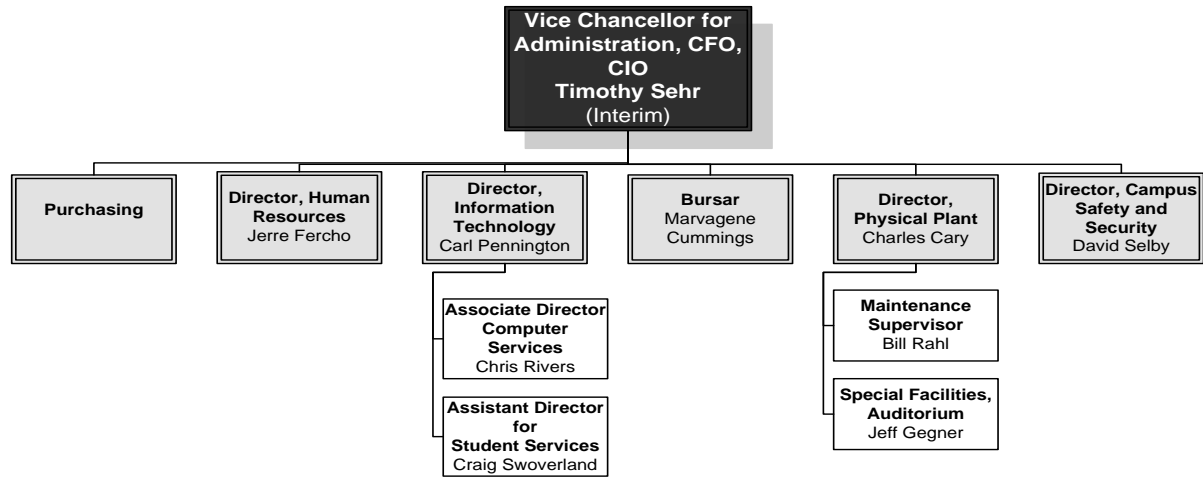 Vice Chancellor for
Administration, CFO,
CIO
Timothy Sehr
(Interim)
Purchasing
Director, Human
Resources
Jerre Fercho
Director,
Information
Technology
Carl Pennington
Bursar
Marvagene
Cummings
Director,
Physical Plant
Charles Cary
Director, Campus
Safety and
Security
David Selby
Associate Director
Computer
Services
Chris Rivers
Assistant Director
for
Student Services
Craig Swoverland
Maintenance
Supervisor
Bill Rahl
Special Facilities,
Auditorium
Jeff Gegner